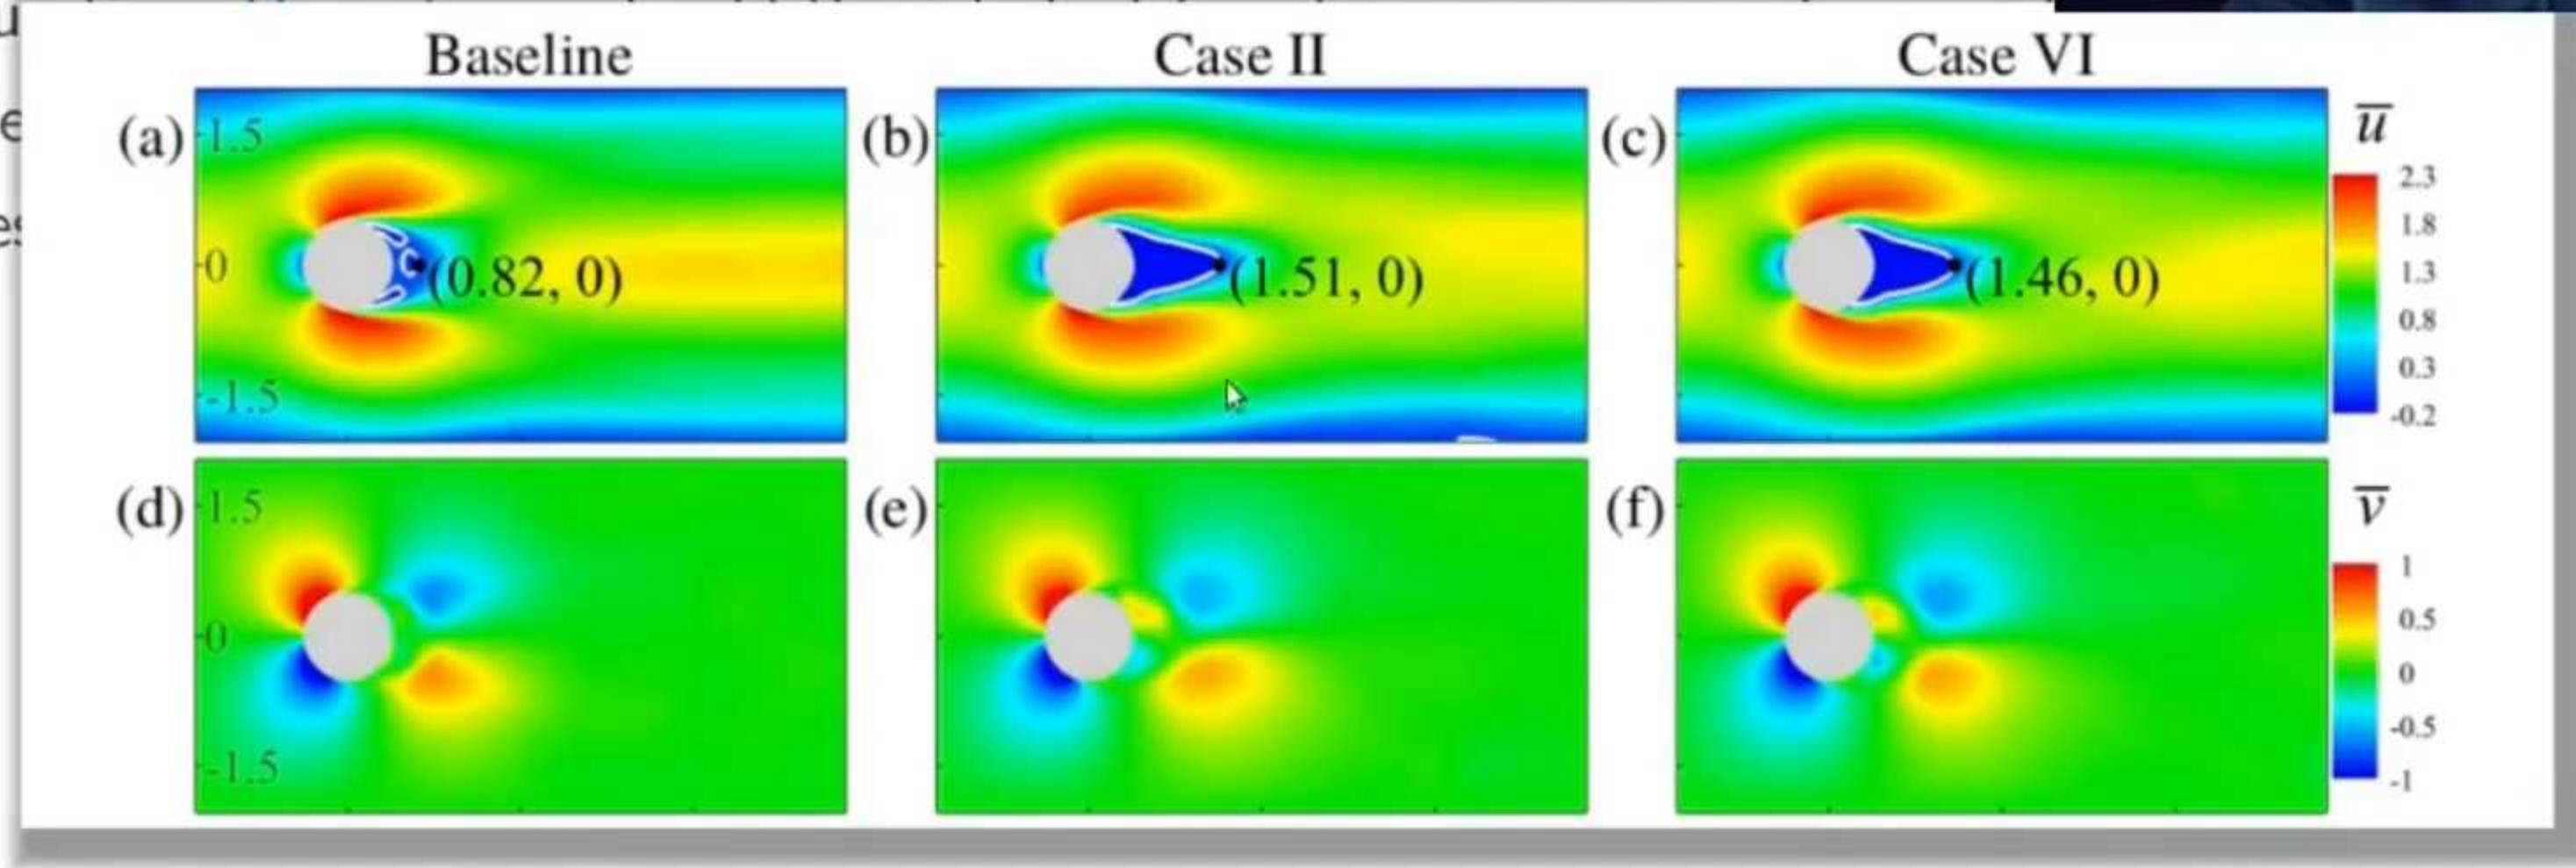 Baseline Case II Case VI
(a) 1.5 (b) (c) u̅
2.3
1.8
0 (0.82, 0) (1.51, 0) (1.46, 0) 1.3
0.8
-1.5 0.3
-0.2
(d) 1.5 (e) (f) v̅
1
0.5
0 0
-0.5
-1.5 -1